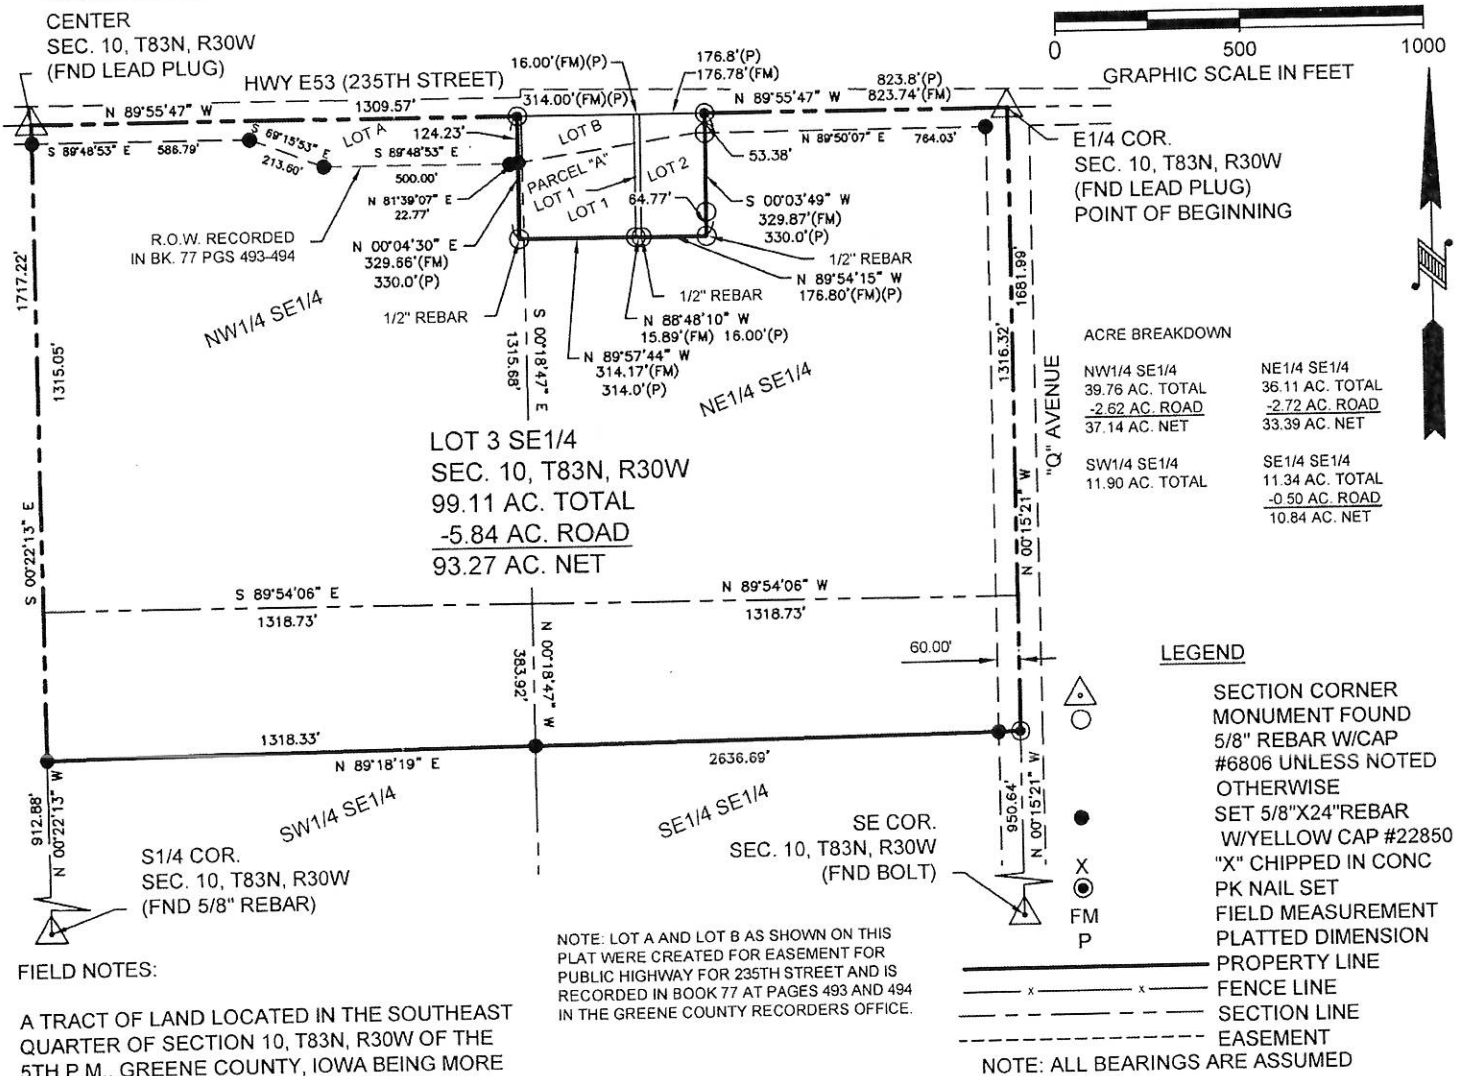 CENTER
SEC. 10, T83N, R30W
(FND LEAD PLUG)
HWY E53 (235TH STREET)
16.00'(FM)(P)
176.8'(P)
176.78'(FM)
0 500 1000
GRAPHIC SCALE IN FEET
N 89°55'47" W
1309.57'
314.00'(FM)(P)
N 89°55'47" W
823.8'(P)
823.74'(FM)
LOT A
124.23'
LOT B
S 89°48'53" E
586.79'
S 69°15'53" E
213.60'
S 89°48'53" E
500.00'
N 89°50'07" E
764.03'
53.38'
PARCEL "A"
LOT 1
LOT 1
LOT 2
64.77'
N 81°39'07" E
22.77'
S 00°03'49" W
329.87'(FM)
330.0'(P)
E1/4 COR.
SEC. 10, T83N, R30W
(FND LEAD PLUG)
POINT OF BEGINNING
R.O.W. RECORDED
IN BK. 77 PGS 493-494
N 00°04'30" E
329.66'(FM)
330.0'(P)
1/2" REBAR
N 89°54'15" W
176.80'(FM)(P)
1/2" REBAR
1/2" REBAR
N 88°48'10" W
15.89'(FM) 16.00'(P)
N 89°57'44" W
314.17'(FM)
314.0'(P)
NW1/4 SE1/4
NE1/4 SE1/4
1717.22'
1315.05'
S 00°22'13" E
S 00°18'47" E
1315.68'
1681.99'
1316.32'
N 00°15'21" W
"Q" AVENUE
ACRE BREAKDOWN
NW1/4 SE1/4
39.76 AC. TOTAL
-2.62 AC. ROAD
37.14 AC. NET
NE1/4 SE1/4
36.11 AC. TOTAL
-2.72 AC. ROAD
33.39 AC. NET
SW1/4 SE1/4
11.90 AC. TOTAL
SE1/4 SE1/4
11.34 AC. TOTAL
-0.50 AC. ROAD
10.84 AC. NET
LOT 3 SE1/4
SEC. 10, T83N, R30W
99.11 AC. TOTAL
-5.84 AC. ROAD
93.27 AC. NET
S 89°54'06" E
1318.73'
N 89°54'06" W
1318.73'
N 00°18'47" W
383.92'
60.00'
1318.33'
N 89°18'19" E
2636.69'
912.88'
N 00°22'13" W
SW1/4 SE1/4
SE1/4 SE1/4
950.64'
N 00°15'21" W
S1/4 COR.
SEC. 10, T83N, R30W
(FND 5/8" REBAR)
SE COR.
SEC. 10, T83N, R30W
(FND BOLT)
LEGEND
SECTION CORNER
MONUMENT FOUND
5/8" REBAR W/CAP
#6806 UNLESS NOTED
OTHERWISE
SET 5/8"X24"REBAR
W/YELLOW CAP #22850
X "X" CHIPPED IN CONC
PK NAIL SET
FM FIELD MEASUREMENT
P PLATTED DIMENSION
PROPERTY LINE
x x FENCE LINE
SECTION LINE
EASEMENT
NOTE: ALL BEARINGS ARE ASSUMED
NOTE: LOT A AND LOT B AS SHOWN ON THIS
PLAT WERE CREATED FOR EASEMENT FOR
PUBLIC HIGHWAY FOR 235TH STREET AND IS
RECORDED IN BOOK 77 AT PAGES 493 AND 494
IN THE GREENE COUNTY RECORDERS OFFICE.
FIELD NOTES:
A TRACT OF LAND LOCATED IN THE SOUTHEAST
QUARTER OF SECTION 10, T83N, R30W OF THE
5TH P.M., GREENE COUNTY, IOWA BEING MORE